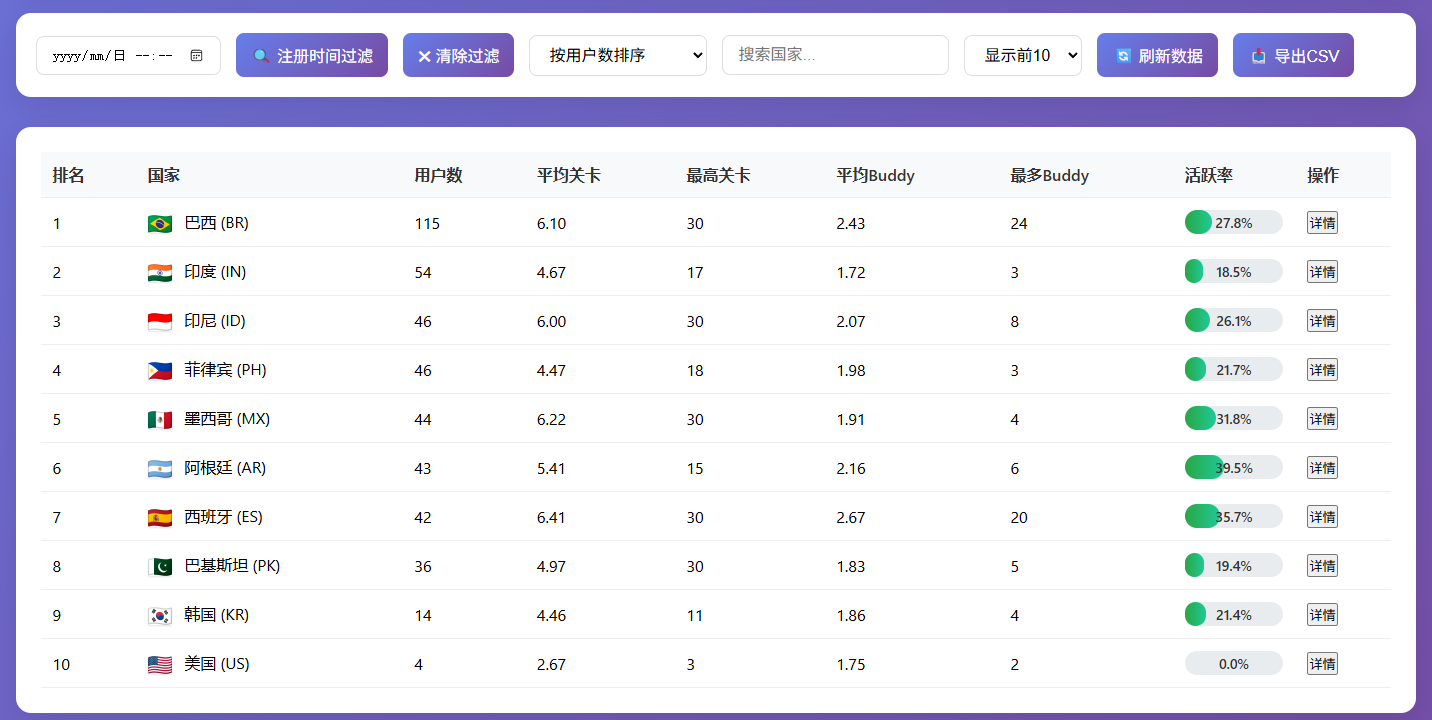 yyyy/mm/日 --:-- 注册时间过滤 清除过滤 按用户数排序 搜索国家... 显示前10 刷新数据 导出CSV
排名 国家 用户数 平均关卡 最高关卡 平均Buddy 最多Buddy 活跃率 操作
1 巴西 (BR) 115 6.10 30 2.43 24 27.8% 详情
2 印度 (IN) 54 4.67 17 1.72 3 18.5% 详情
3 印尼 (ID) 46 6.00 30 2.07 8 26.1% 详情
4 菲律宾 (PH) 46 4.47 18 1.98 3 21.7% 详情
5 墨西哥 (MX) 44 6.22 30 1.91 4 31.8% 详情
6 阿根廷 (AR) 43 5.41 15 2.16 6 39.5% 详情
7 西班牙 (ES) 42 6.41 30 2.67 20 35.7% 详情
8 巴基斯坦 (PK) 36 4.97 30 1.83 5 19.4% 详情
9 韩国 (KR) 14 4.46 11 1.86 4 21.4% 详情
10 美国 (US) 4 2.67 3 1.75 2 0.0% 详情